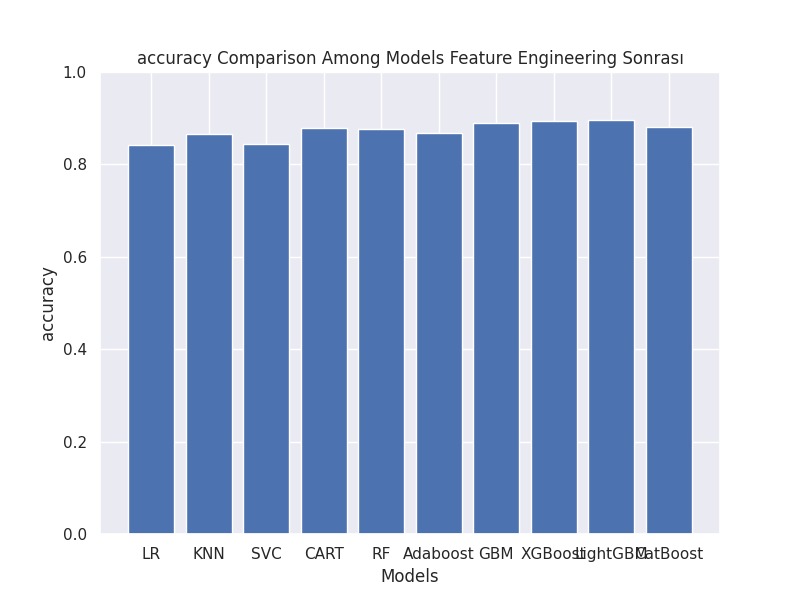 accuracy Comparison Among Models Feature Engineering Sonrası
1.0
0.8
0.6
0.4
0.2
0.0
accuracy
LR KNN SVC CART RF Adaboost GBM XGBoost LightGBM CatBoost
Models